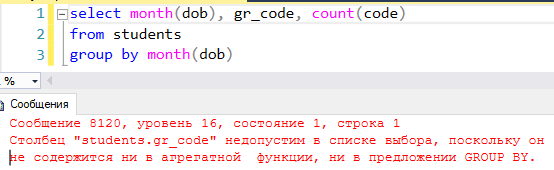 1 select month(dob), gr_code, count(code)
2 from students
3 group by month(dob)
%
Сообщения
Сообщение 8120, уровень 16, состояние 1, строка 1
Столбец "students.gr_code" недопустим в списке выбора, поскольку он
не содержится ни в агрегатной  функции, ни в предложении GROUP BY.